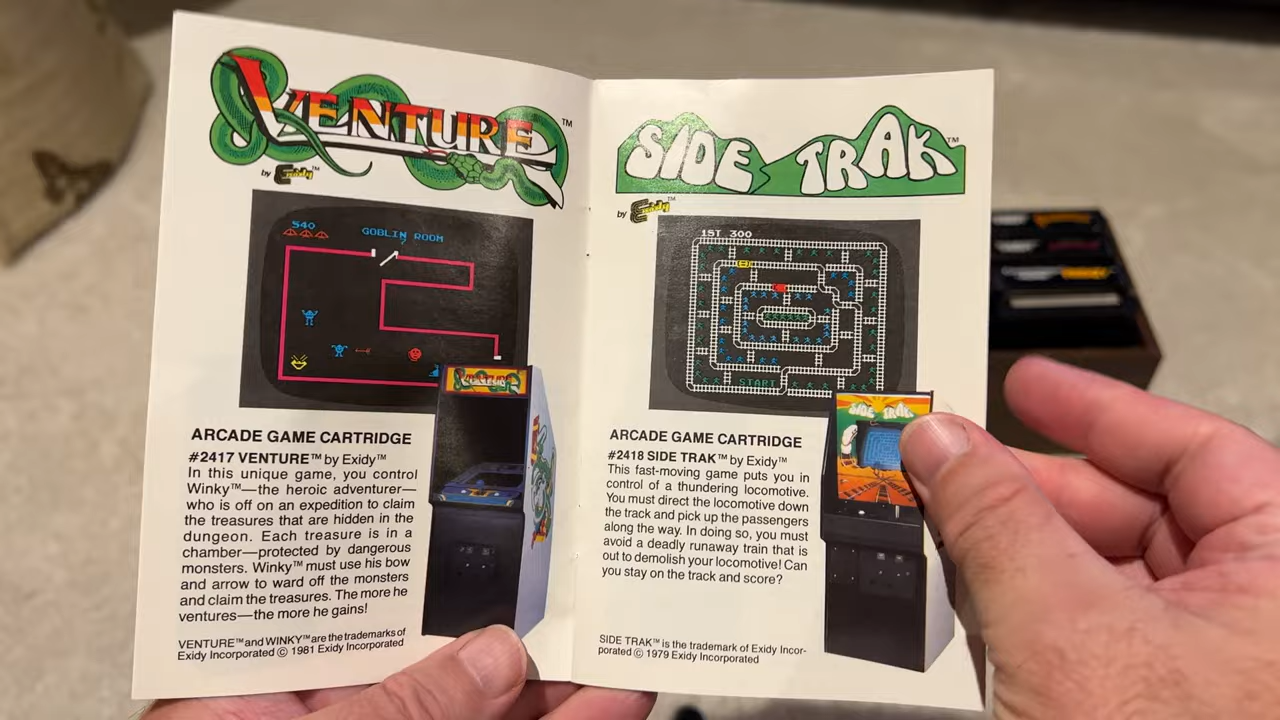 VENTURE™
by Exidy™
540
GOBLIN ROOM
VENTURE
ARCADE GAME CARTRIDGE
#2417 VENTURE™ by Exidy™
In this unique game, you control
Winky™—the heroic adventurer—
who is off on an expedition to claim
the treasures that are hidden in the
dungeon. Each treasure is in a
chamber—protected by dangerous
monsters. Winky™ must use his bow
and arrow to ward off the monsters
and claim the treasures. The more he
ventures—the more he gains!
VENTURE™ and WINKY™ are the trademarks of
Exidy Incorporated © 1981 Exidy Incorporated
SIDE TRAK™
by Exidy™
1ST 300
START
SIDE TRAK
ARCADE GAME CARTRIDGE
#2418 SIDE TRAK™ by Exidy™
This fast-moving game puts you in
control of a thundering locomotive.
You must direct the locomotive down
the track and pick up the passengers
along the way. In doing so, you must
avoid a deadly runaway train that is
out to demolish your locomotive! Can
you stay on the track and score?
SIDE TRAK™ is the trademark of Exidy Incor-
porated © 1979 Exidy Incorporated